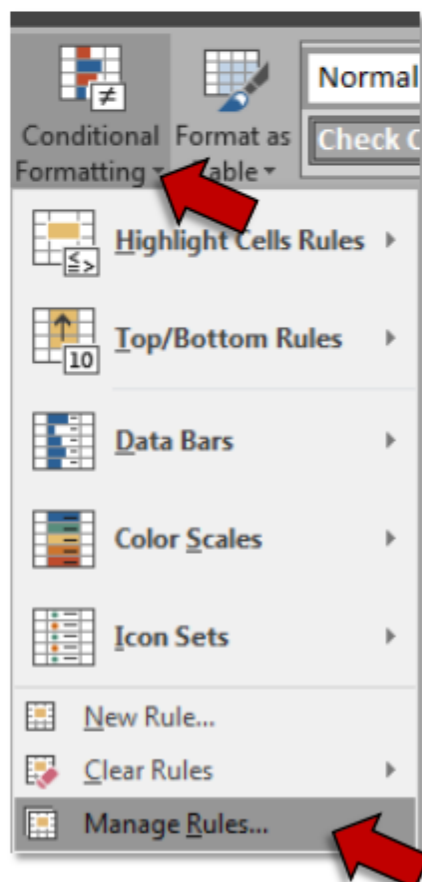 Conditional Format as
Formatting Table
Normal
Check C
≠
Highlight Cells Rules
Top/Bottom Rules
10
Data Bars
Color Scales
Icon Sets
New Rule...
Clear Rules
Manage Rules...